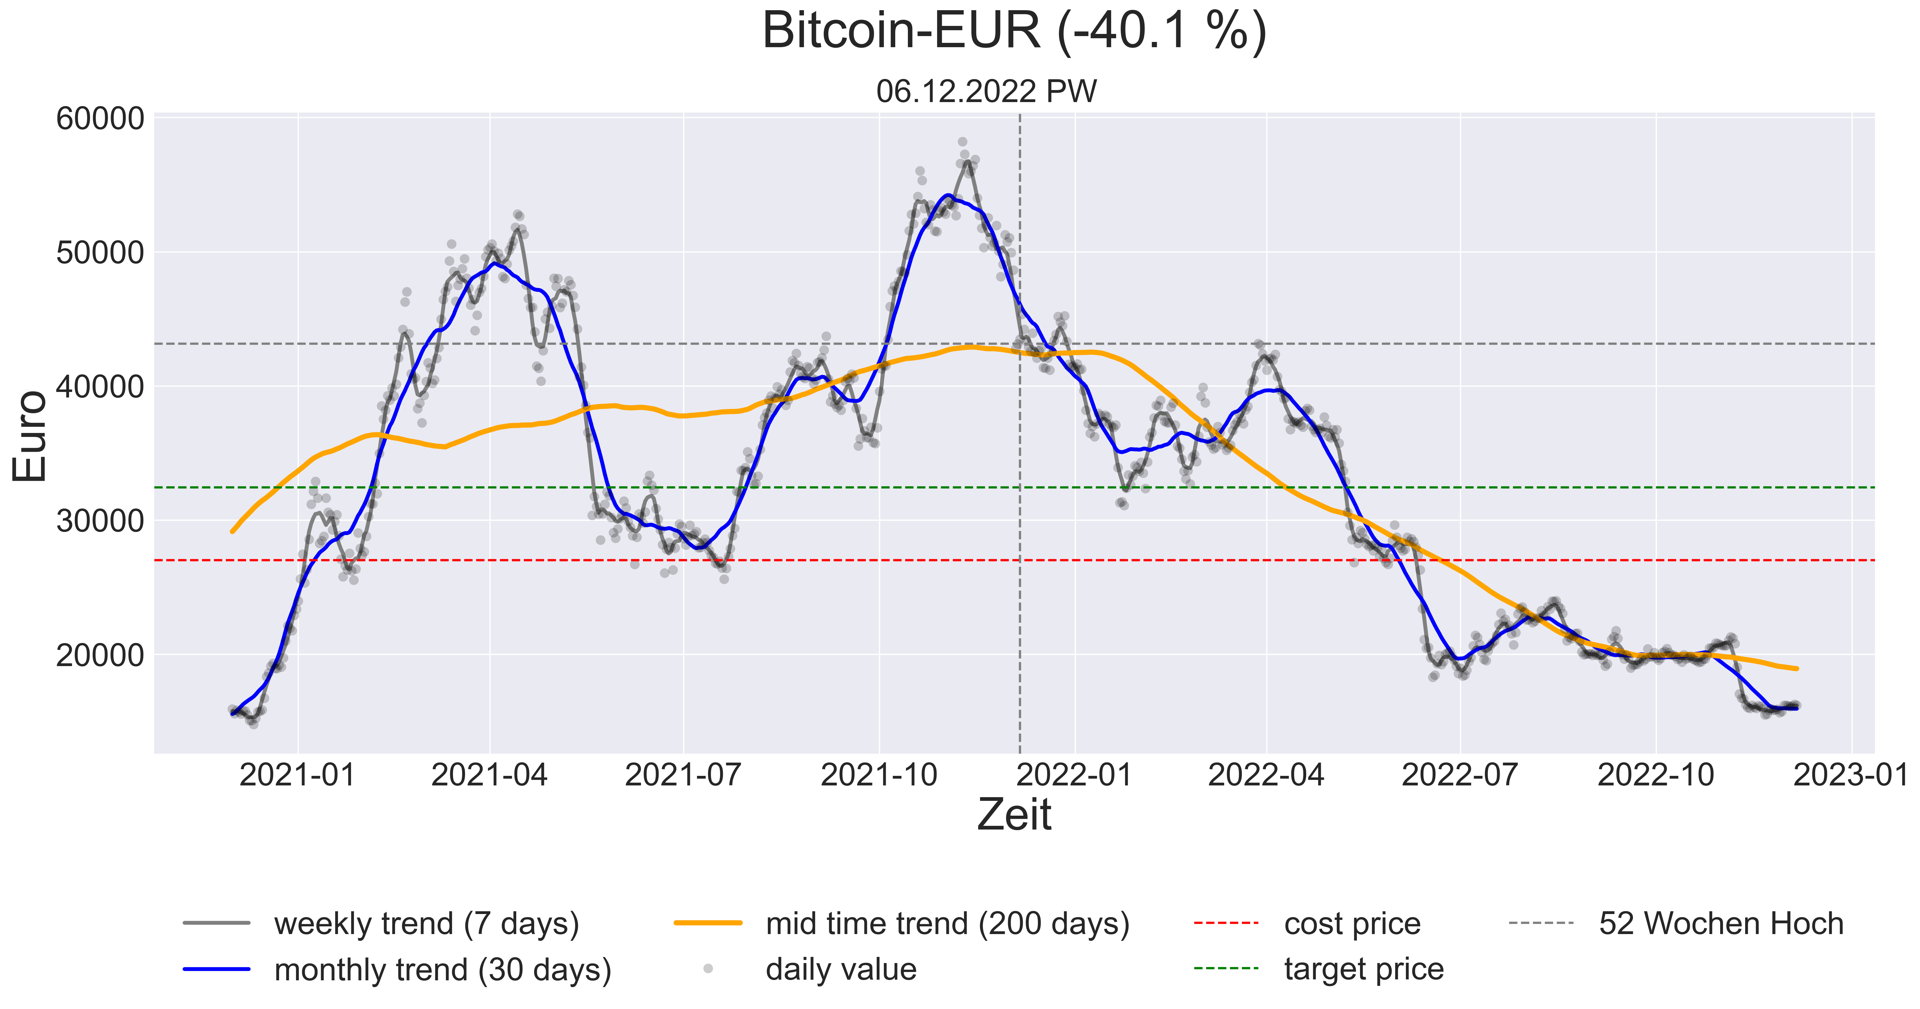 Bitcoin-EUR (-40.1 %)
06.12.2022 PW
60000
50000
40000
30000
20000
Euro
2021-01 2021-04 2021-07 2021-10 2022-01 2022-04 2022-07 2022-10 2023-01
Zeit
weekly trend (7 days) mid time trend (200 days) cost price 52 Wochen Hoch
monthly trend (30 days) daily value target price